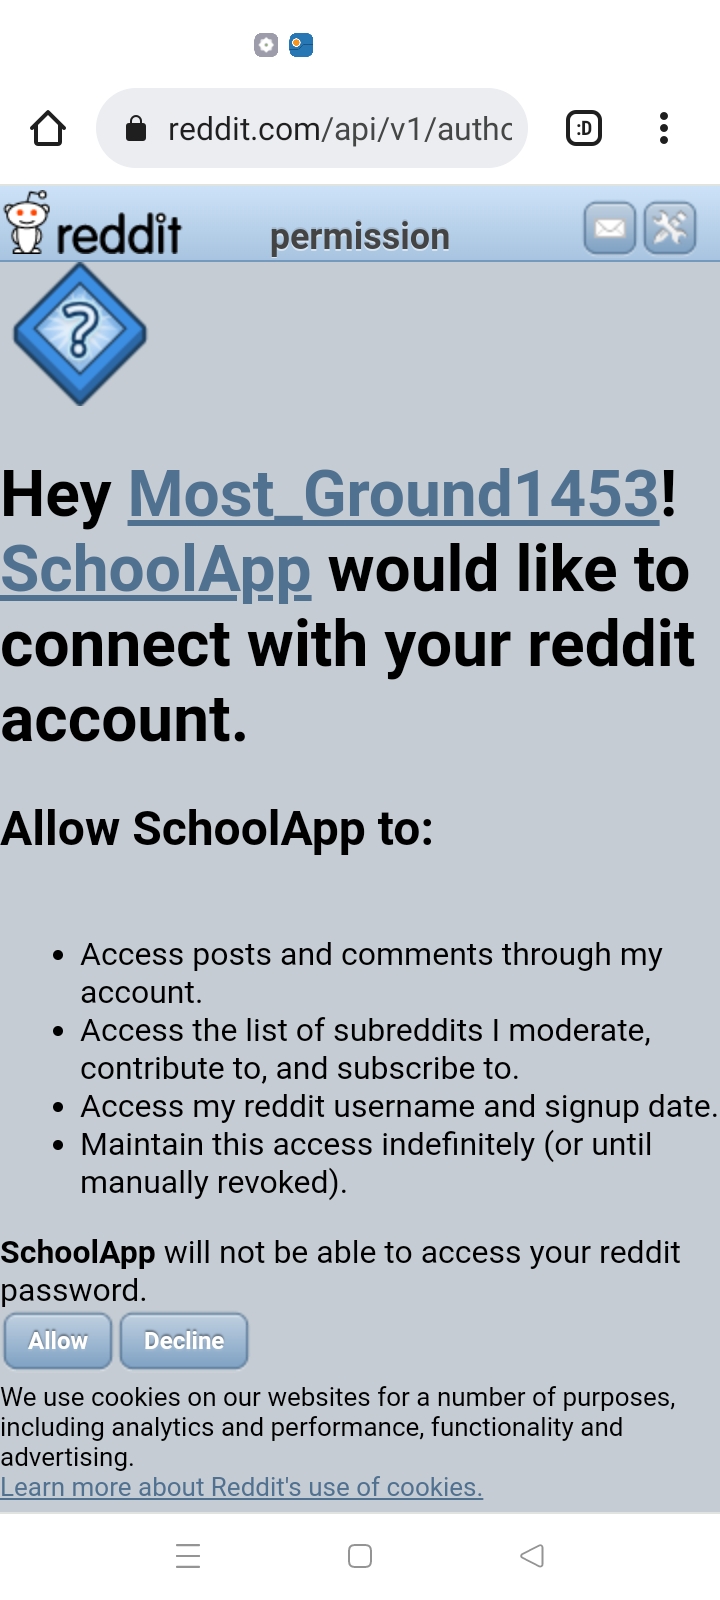 reddit.com/api/v1/autho
:D
reddit
permission
?
Hey Most_Ground1453!
SchoolApp would like to
connect with your reddit
account.
Allow SchoolApp to:
• Access posts and comments through my
account.
• Access the list of subreddits I moderate,
contribute to, and subscribe to.
• Access my reddit username and signup date.
• Maintain this access indefinitely (or until
manually revoked).
SchoolApp will not be able to access your reddit
password.
Allow Decline
We use cookies on our websites for a number of purposes,
including analytics and performance, functionality and
advertising.
Learn more about Reddit's use of cookies.